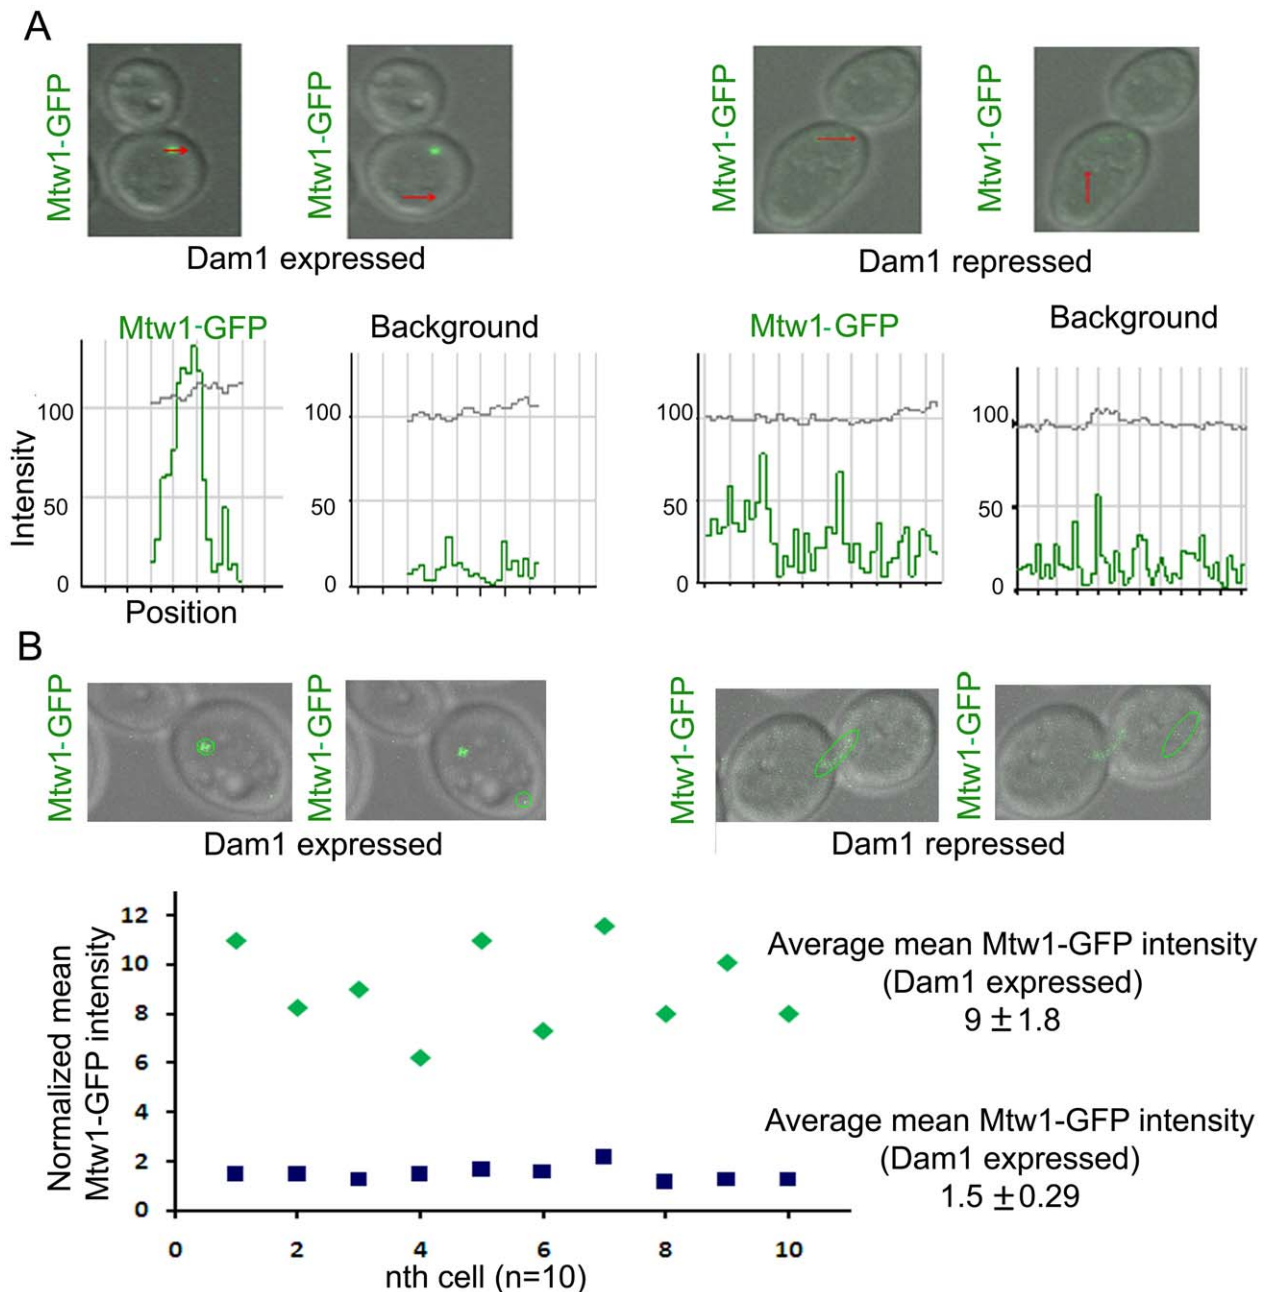 A
Mtw1-GFP
Mtw1-GFP
Mtw1-GFP
Mtw1-GFP
Dam1 expressed
Dam1 repressed
Mtw1-GFP
Background
Mtw1-GFP
Background
Intensity
100
50
0
100
50
0
100
50
0
100
50
0
Position
B
Mtw1-GFP
Mtw1-GFP
Mtw1-GFP
Mtw1-GFP
Dam1 expressed
Dam1 repressed
Normalized mean
Mtw1-GFP intensity
12
10
8
6
4
2
0
0 2 4 6 8 10
nth cell (n=10)
Average mean Mtw1-GFP intensity
(Dam1 expressed)
9 ±1.8
Average mean Mtw1-GFP intensity
(Dam1 expressed)
1.5 ±0.29